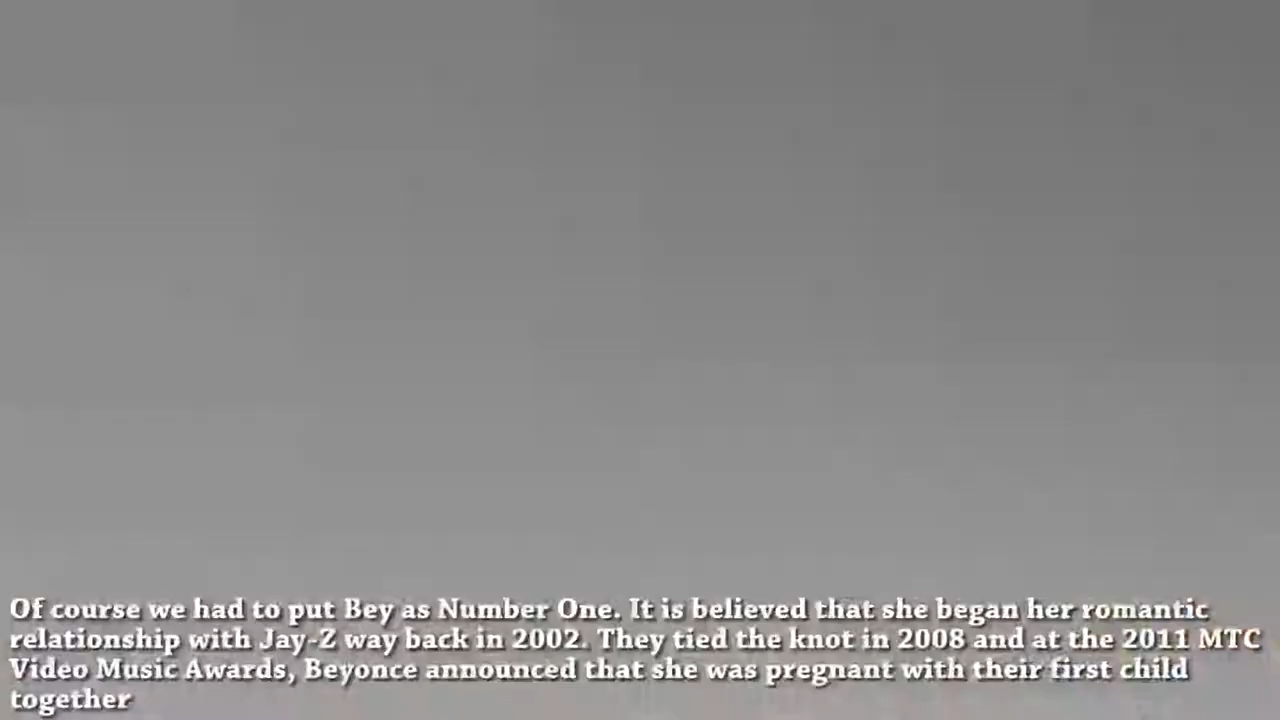 Of course we had to put Bey as Number One. It is believed that she began her romantic
relationship with Jay-Z way back in 2002. They tied the knot in 2008 and at the 2011 MTC
Video Music Awards, Beyonce announced that she was pregnant with their first child
together